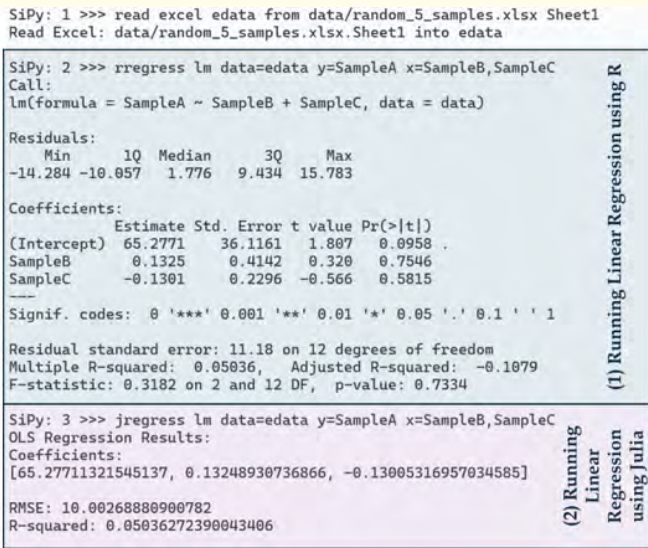 SiPy: 1 >>> read excel edata from data/random_5_samples.xlsx Sheet1
Read Excel: data/random_5_samples.xlsx.Sheet1 into edata
SiPy: 2 >>> rregress lm data=edata y=SampleA x=SampleB,SampleC
Call:
lm(formula = SampleA ~ SampleB + SampleC, data = data)
Residuals:
Min 1Q Median 3Q Max
-14.284 -10.057 1.776 9.434 15.783
Coefficients:
Estimate Std. Error t value Pr(>|t|)
(Intercept) 65.2771 36.1161 1.807 0.0958 .
SampleB 0.1325 0.4142 0.320 0.7546
SampleC -0.1301 0.2296 -0.566 0.5815
---
Signif. codes: 0 '***' 0.001 '**' 0.01 '*' 0.05 '.' 0.1 ' ' 1
Residual standard error: 11.18 on 12 degrees of freedom
Multiple R-squared: 0.05036, Adjusted R-squared: -0.1079
F-statistic: 0.3182 on 2 and 12 DF, p-value: 0.7334
(1) Running Linear Regression using R
SiPy: 3 >>> jregress lm data=edata y=SampleA x=SampleB,SampleC
OLS Regression Results:
Coefficients:
[65.27711321545137, 0.13248930736866, -0.13005316957034585]
RMSE: 10.00268880900782
R-squared: 0.05036272390043406
(2) Running
Linear
Regression
using Julia